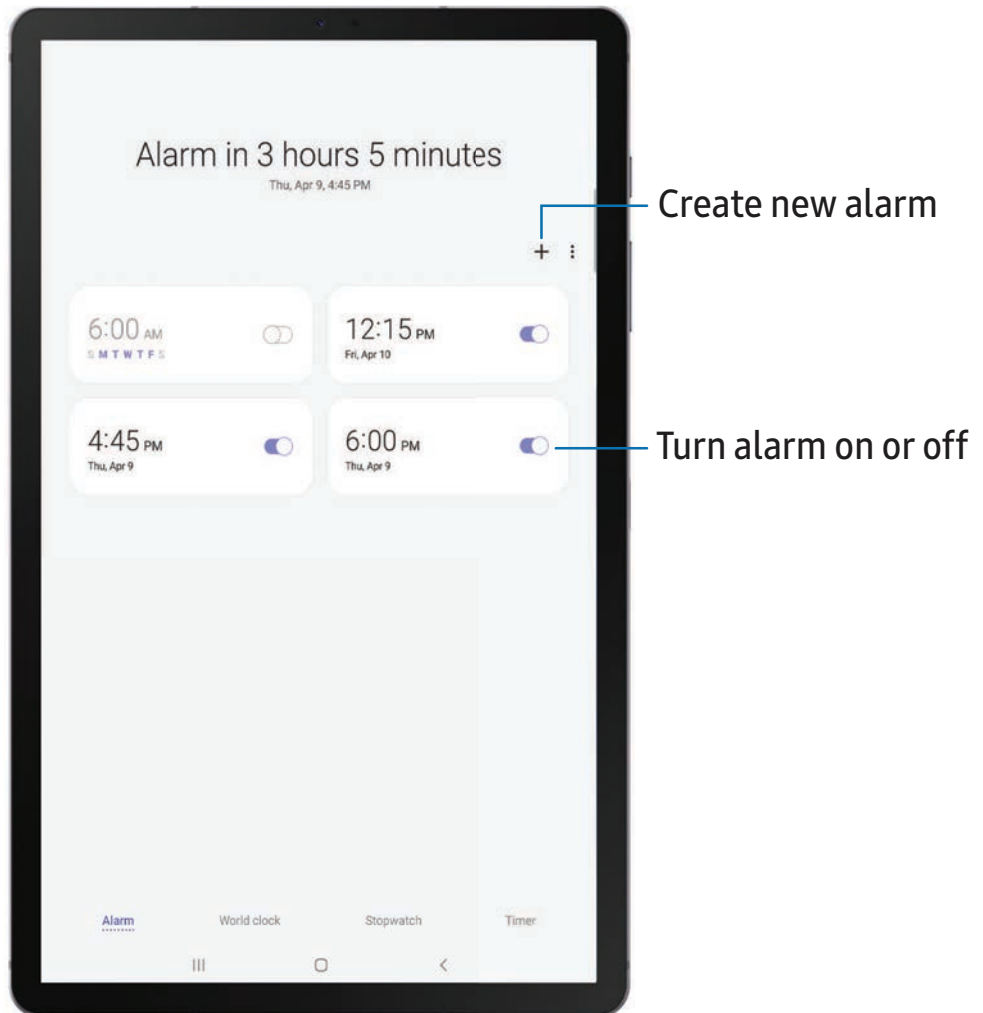 Alarm in 3 hours 5 minutes
Thu, Apr 9, 4:45 PM
Create new alarm
6:00 AM
S M T W T F S
12:15 PM
Fri, Apr 10
4:45 PM
Thu, Apr 9
6:00 PM
Thu, Apr 9
Turn alarm on or off
Alarm World clock Stopwatch Timer